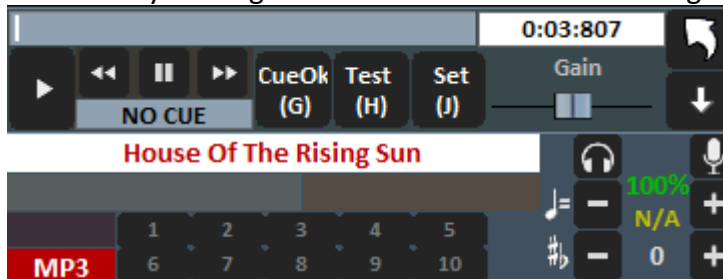 0:03:807
CueOk Test Set
(G) (H) (J)
Gain
NO CUE
House Of The Rising Sun
100%
N/A
1 2 3 4 5
MP3 6 7 8 9 10
0